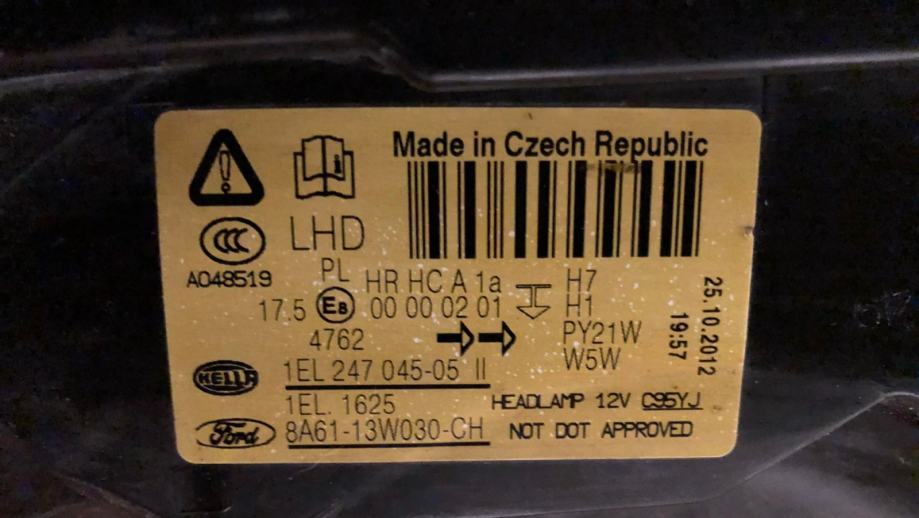 Made in Czech Republic
CCC
A048519
LHD
PL HR HC A 1a
17.5 E8 00 00 02 01
4762
H7
H1
PY21W
W5W
25.10.2012
19:57
HELLA
1EL 247 045-05 II
1EL. 1625
HEADLAMP 12V C95YJ
Ford
8A61-13W030-CH
NOT DOT APPROVED